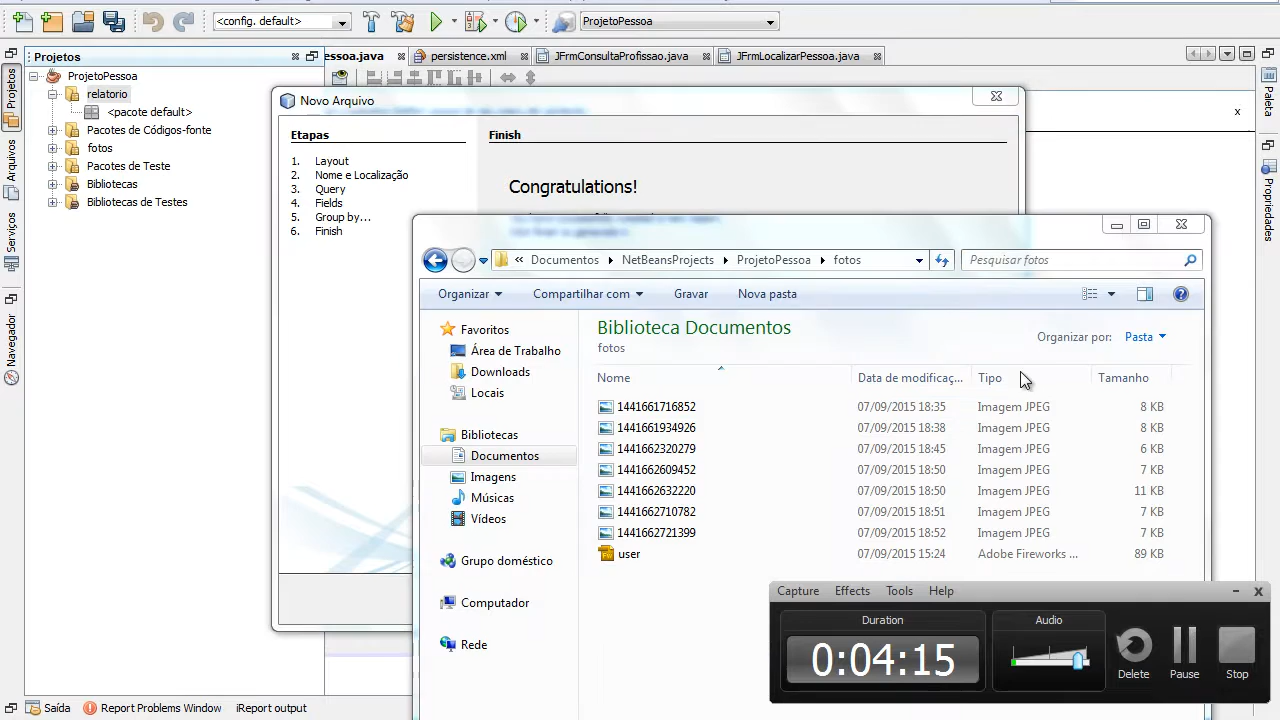 <config. default>
ProjetoPessoa
Projetos
essoa.java
persistence.xml
JFrmConsultaProfissao.java
JFrmLocalizarPessoa.java
Projetos
Arquivos
Serviços
Navegador
ProjetoPessoa
relatorio
<pacote default>
Pacotes de Códigos-fonte
fotos
Pacotes de Teste
Bibliotecas
Bibliotecas de Testes
Paleta
Propriedades
Novo Arquivo
Etapas
1. Layout
2. Nome e Localização
3. Query
4. Fields
5. Group by...
6. Finish
Finish
Congratulations!
« Documentos
NetBeansProjects
ProjetoPessoa
fotos
Pesquisar fotos
Organizar
Compartilhar com
Gravar
Nova pasta
Favoritos
Área de Trabalho
Downloads
Locais
Bibliotecas
Documentos
Imagens
Músicas
Vídeos
Grupo doméstico
Computador
Rede
Biblioteca Documentos
fotos
Organizar por: Pasta
Nome Data de modificaç... Tipo Tamanho
1441661716852 07/09/2015 18:35 Imagem JPEG 8 KB
1441661934926 07/09/2015 18:38 Imagem JPEG 8 KB
1441662320279 07/09/2015 18:45 Imagem JPEG 6 KB
1441662609452 07/09/2015 18:50 Imagem JPEG 7 KB
1441662632220 07/09/2015 18:50 Imagem JPEG 11 KB
1441662710782 07/09/2015 18:51 Imagem JPEG 7 KB
1441662721399 07/09/2015 18:52 Imagem JPEG 7 KB
user 07/09/2015 15:24 Adobe Fireworks ... 89 KB
Capture Effects Tools Help
Duration
0:04:15
Audio
Delete
Pause
Stop
Saída
Report Problems Window
iReport output